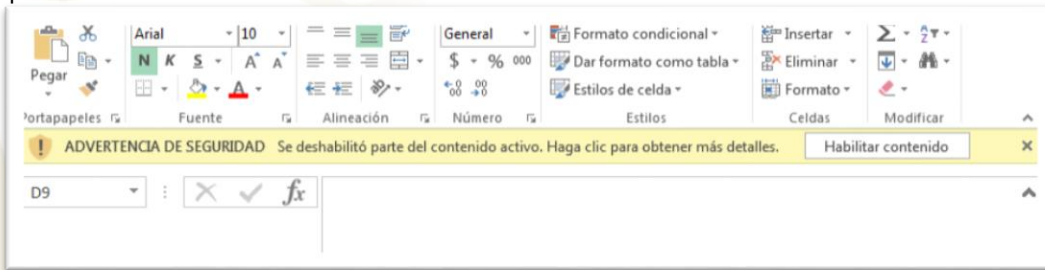 Arial 10 General Formato condicional Insertar
Pegar N K S A A $ % 000 Dar formato como tabla Eliminar
A Estilos de celda Formato
Portapapeles Fuente Alineación Número Estilos Celdas Modificar
ADVERTENCIA DE SEGURIDAD Se deshabilitó parte del contenido activo. Haga clic para obtener más detalles. Habilitar contenido
D9 fx